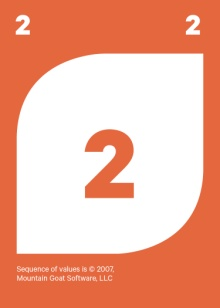 2 2
2
Sequence of values is © 2007,
Mountain Goat Software, LLC